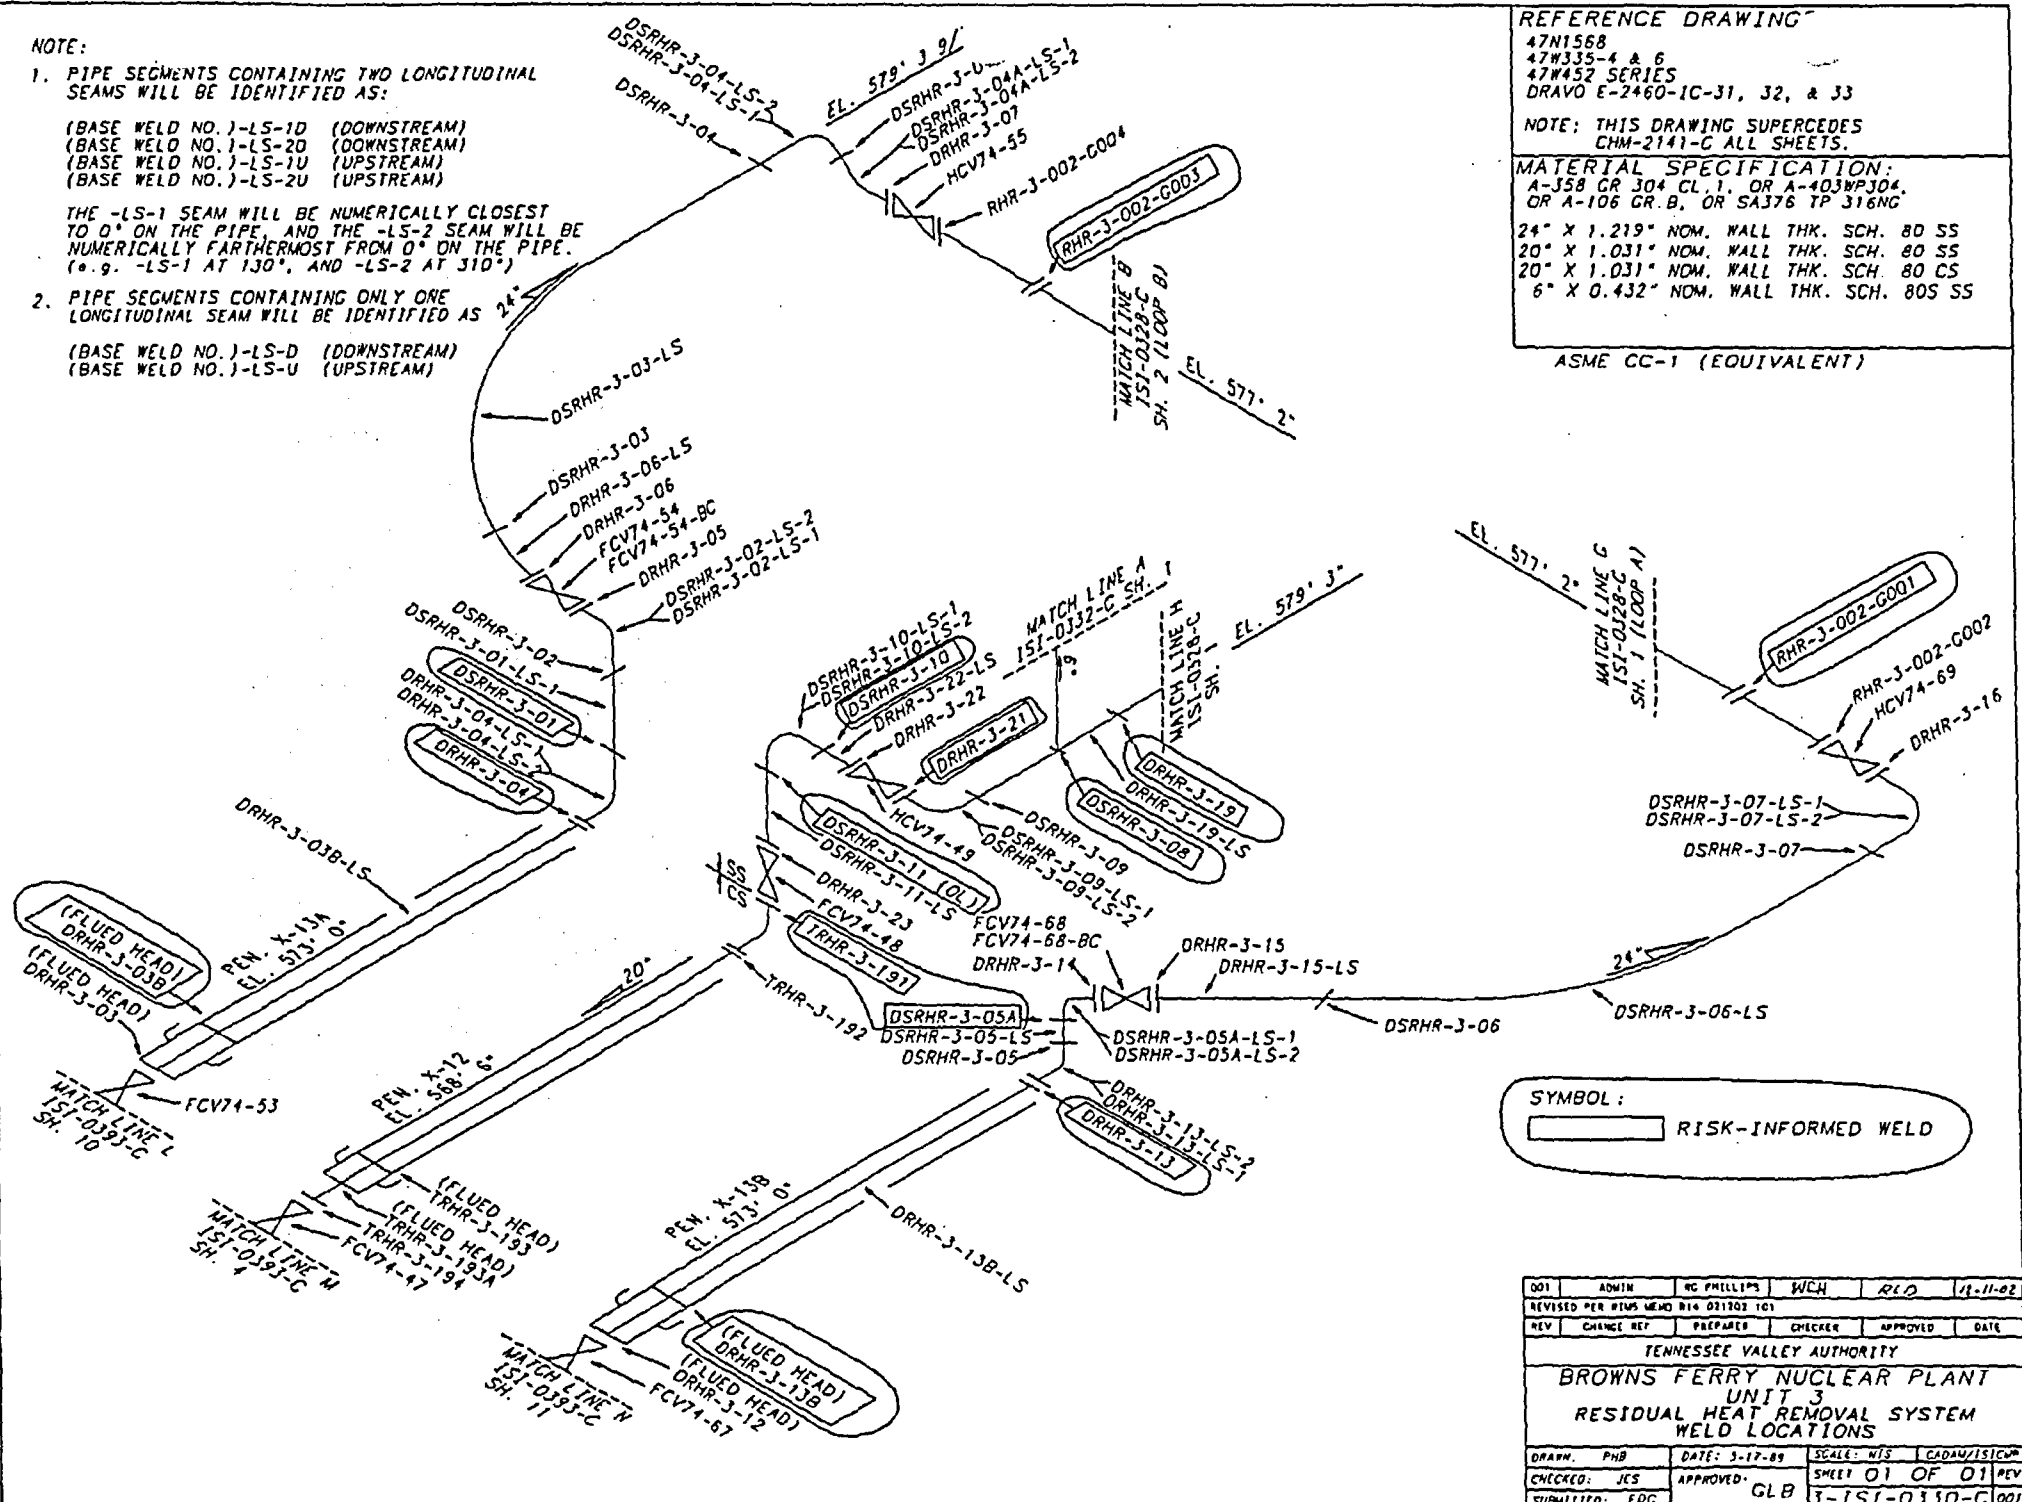 NOTE:
1. PIPE SEGMENTS CONTAINING TWO LONGITUDINAL
SEAMS WILL BE IDENTIFIED AS:
(BASE WELD NO.)-LS-1D (DOWNSTREAM)
(BASE WELD NO.)-LS-2D (DOWNSTREAM)
(BASE WELD NO.)-LS-1U (UPSTREAM)
(BASE WELD NO.)-LS-2U (UPSTREAM)
THE -LS-1 SEAM WILL BE NUMERICALLY CLOSEST
TO 0° ON THE PIPE, AND THE -LS-2 SEAM WILL BE
NUMERICALLY FARTHERMOST FROM 0° ON THE PIPE.
(e.g. -LS-1 AT 130°, AND -LS-2 AT 310°)
2. PIPE SEGMENTS CONTAINING ONLY ONE
LONGITUDINAL SEAM WILL BE IDENTIFIED AS
(BASE WELD NO.)-LS-D (DOWNSTREAM)
(BASE WELD NO.)-LS-U (UPSTREAM)
REFERENCE DRAWING
47N1568
47W335-4 & 6
47W452 SERIES
DRAVO E-2460-IC-31, 32, & 33
NOTE: THIS DRAWING SUPERCEDES
CHM-2141-C ALL SHEETS.
MATERIAL SPECIFICATION:
A-358 GR 304 CL.1, OR A-403WP304,
OR A-106 GR.B, OR SA376 TP 316NG
24" X 1.219" NOM. WALL THK. SCH. 80 SS
20" X 1.031" NOM. WALL THK. SCH. 80 SS
20" X 1.031" NOM. WALL THK. SCH. 80 CS
6" X 0.432" NOM. WALL THK. SCH. 80S SS
ASME CC-1 (EQUIVALENT)
DSRHR-3-04-LS-2
DSRHR-3-04-LS-1
DSRHR-3-04
EL. 579' 3 9/
DSRHR-3-0
DSRHR-3-04A-LS-1
DSRHR-3-04A-LS-2
DRHR-3-07
HCV74-55
RHR-3-002-G004
RHR-3-002-G003
MATCH LINE B
ISI-0328-C
SH. 2 (LOOP B)
EL. 577' 2"
24"
DSRHR-3-03-LS
DSRHR-3-03
DRHR-3-06-LS
DRHR-3-06
FCV74-54
FCV74-54-BC
DRHR-3-05
DSRHR-3-02-LS-2
DSRHR-3-02-LS-1
DSRHR-3-02
DSRHR-3-01-LS-1
DSRHR-3-01
DRHR-3-04-LS-1
DRHR-3-04-LS-2
DRHR-3-04
DRHR-3-03B-LS
(FLUED HEAD)
DRHR-3-03B
(FLUED HEAD)
DRHR-3-03
PEN. X-13A
EL. 573' 0"
FCV74-53
MATCH LINE L
ISI-0393-C
SH. 10
DSRHR-3-10-LS-1
DSRHR-3-10-LS-2
DSRHR-3-10
DRHR-3-22-LS
DRHR-3-22
DRHR-3-21
MATCH LINE A
ISI-0332-C SH. 1
6"
MATCH LINE H
ISI-0328-C
SH. 1
EL. 579' 3"
DRHR-3-19
DRHR-3-19-LS
DSRHR-3-08
DSRHR-3-09
DSRHR-3-09-LS-1
DSRHR-3-09-LS-2
HCV74-49
DSRHR-3-11 (OL)
DSRHR-3-11-LS
DRHR-3-23
FCV74-48
TRHR-3-191
SS
CS
TRHR-3-192
20"
PEN. X-12
EL. 568' 6"
(FLUED HEAD)
TRHR-3-193
(FLUED HEAD)
TRHR-3-193A
TRHR-3-194
FCV74-47
MATCH LINE M
ISI-0393-C
SH. 4
EL. 577' 2"
MATCH LINE G
ISI-0328-C
SH. 1 (LOOP A)
RHR-3-002-G001
RHR-3-002-G002
HCV74-69
DRHR-3-16
DSRHR-3-07-LS-1
DSRHR-3-07-LS-2
DSRHR-3-07
24"
DSRHR-3-06-LS
DSRHR-3-06
FCV74-68
FCV74-68-BC
DRHR-3-14
DRHR-3-15
DRHR-3-15-LS
DSRHR-3-05A
DSRHR-3-05-LS
DSRHR-3-05
DSRHR-3-05A-LS-1
DSRHR-3-05A-LS-2
DRHR-3-13-LS-2
DRHR-3-13-LS-1
DRHR-3-13
PEN. X-13B
EL. 573' 0"
DRHR-3-13B-LS
(FLUED HEAD)
DRHR-3-13B
(FLUED HEAD)
DRHR-3-12
FCV74-67
MATCH LINE N
ISI-0393-C
SH. 11
SYMBOL:
RISK-INFORMED WELD
001 ADMIN RG PHILLIPS WCH RLD 12-11-02
REVISED PER RIMS MEMO R14 021202 101
REV CHANGE REF PREPARER CHECKER APPROVED DATE
TENNESSEE VALLEY AUTHORITY
BROWNS FERRY NUCLEAR PLANT
UNIT 3
RESIDUAL HEAT REMOVAL SYSTEM
WELD LOCATIONS
DRAWN: PHB DATE: 5-17-89 SCALE: NTS
CHECKED: JCS APPROVED: GLB SHEET 01 OF 01 REV
SUBMITTED: FDG 3-ISI-0330-C 001